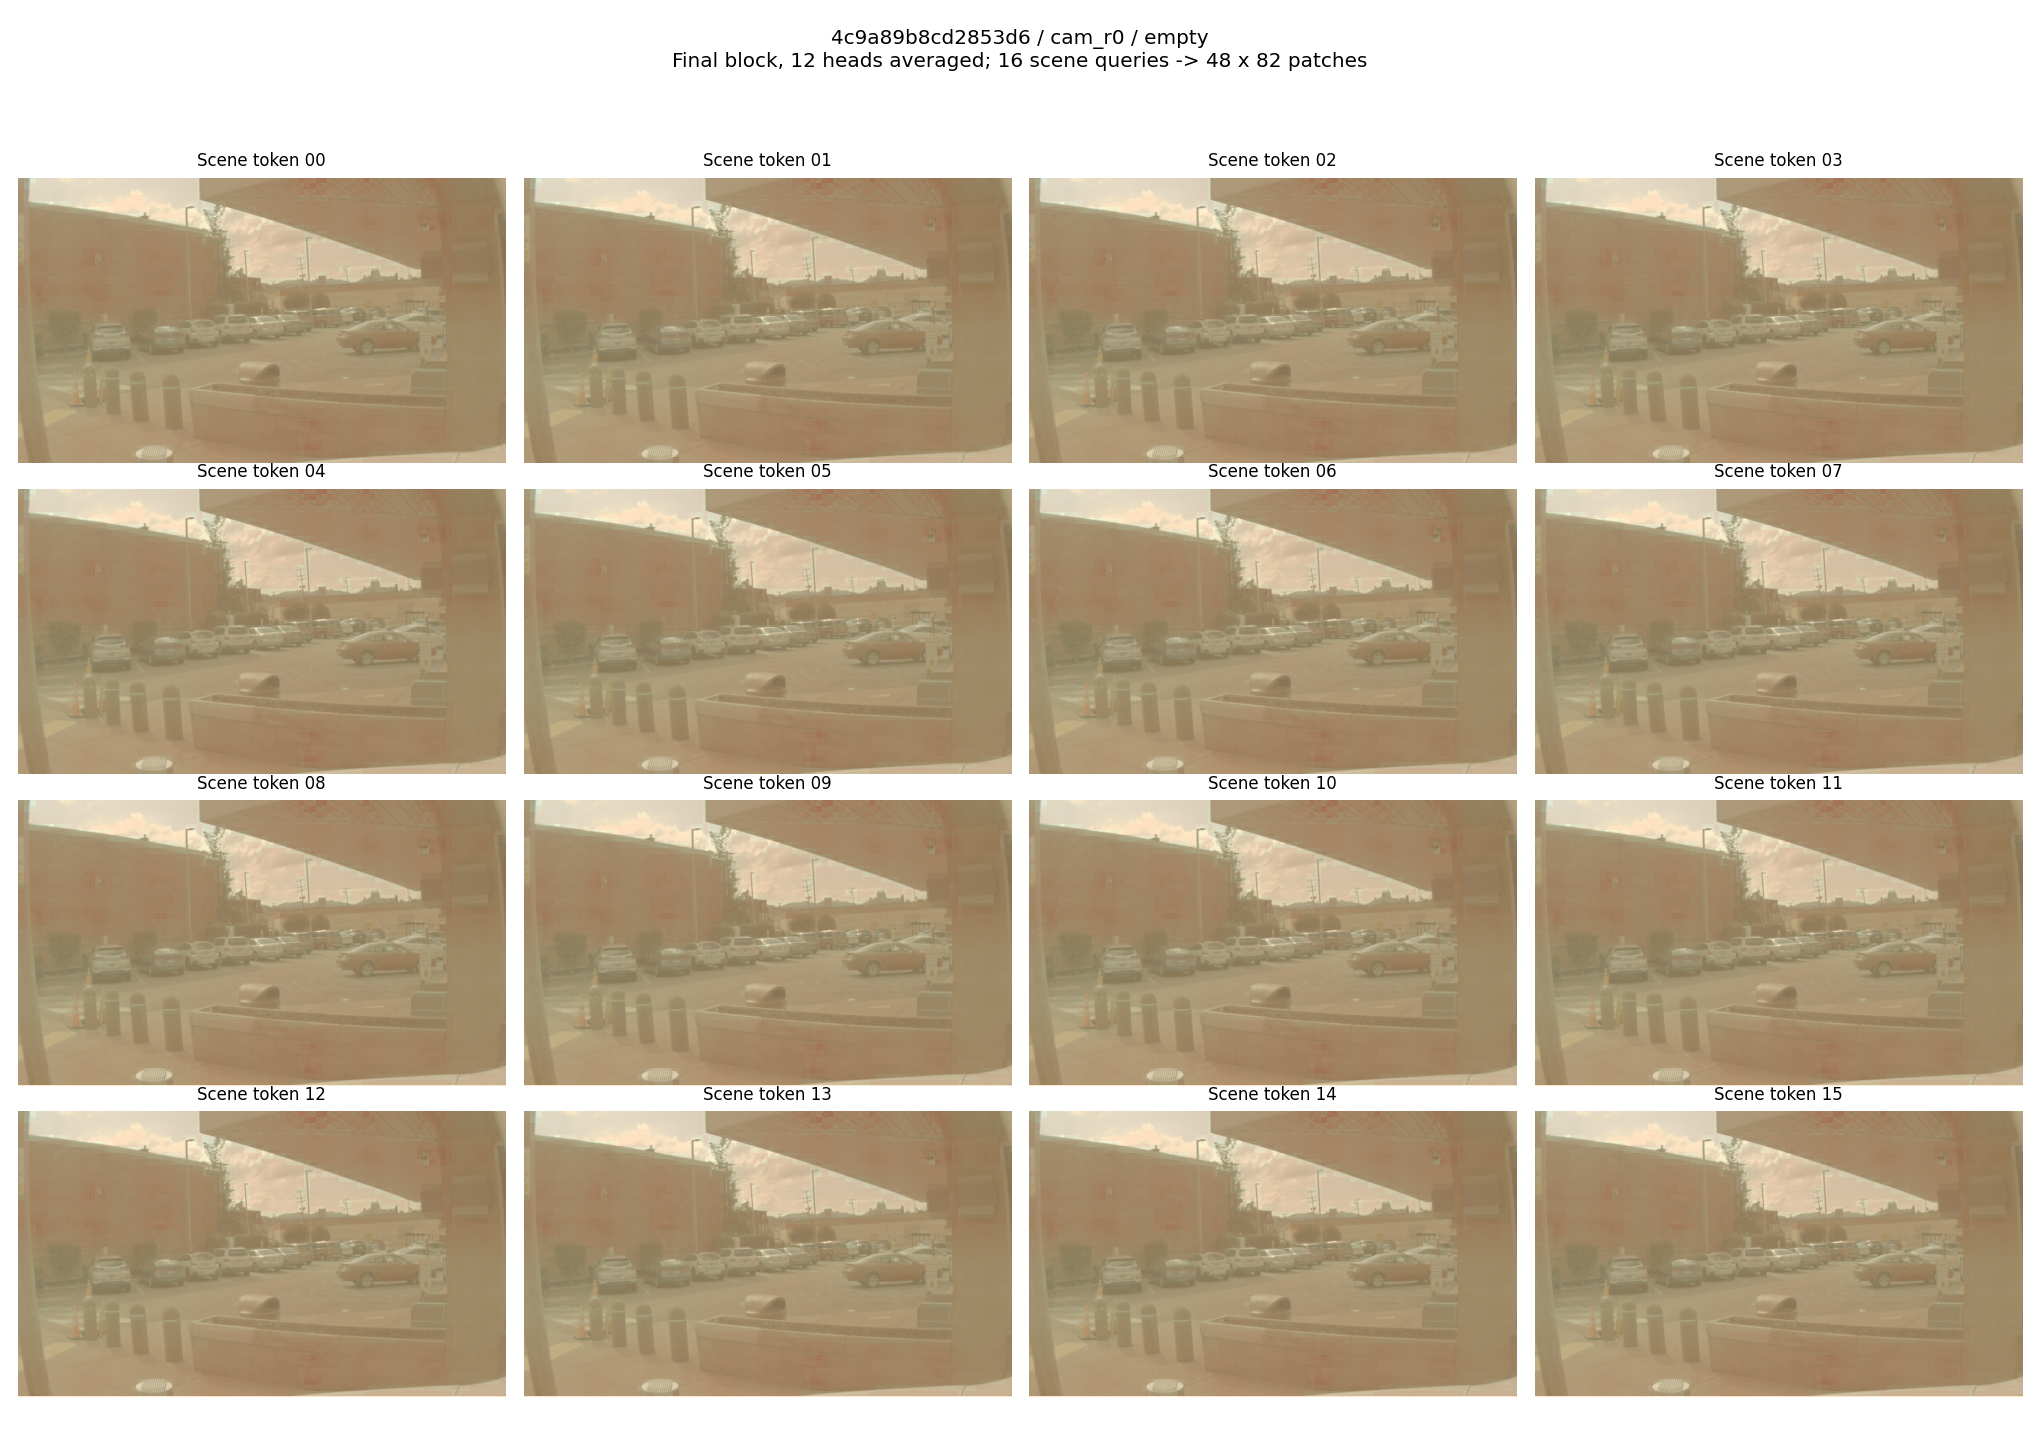 4c9a89b8cd2853d6 / cam_r0 / empty
Final block, 12 heads averaged; 16 scene queries -> 48 x 82 patches
Scene token 00
Scene token 01
Scene token 02
Scene token 03
Scene token 04
Scene token 05
Scene token 06
Scene token 07
Scene token 08
Scene token 09
Scene token 10
Scene token 11
Scene token 12
Scene token 13
Scene token 14
Scene token 15